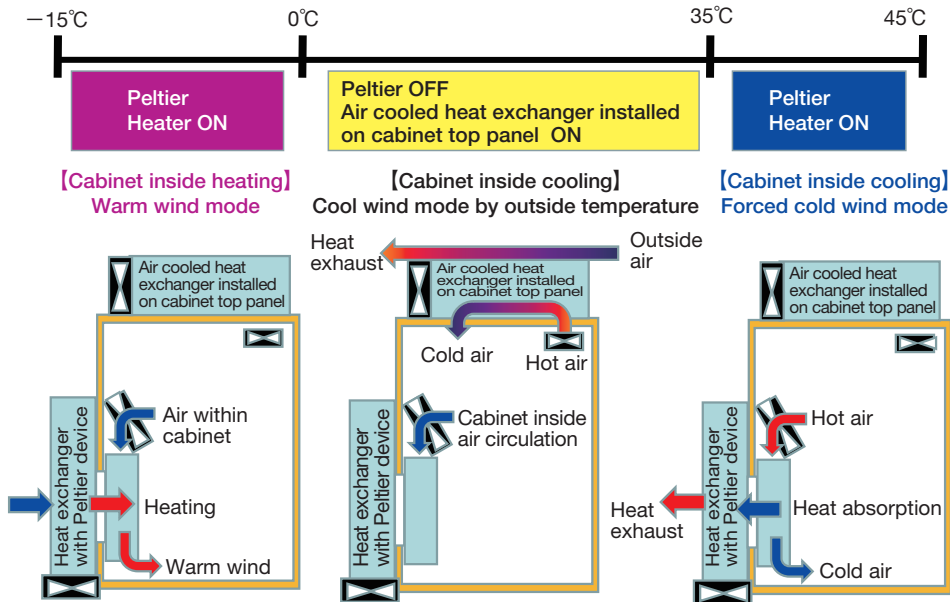 －15℃
0℃
35℃
45℃
Peltier
Heater ON
Peltier OFF
Air cooled heat exchanger installed
on cabinet top panel ON
Peltier
Heater ON
【Cabinet inside heating】
Warm wind mode
【Cabinet inside cooling】
Cool wind mode by outside temperature
【Cabinet inside cooling】
Forced cold wind mode
Air cooled heat
exchanger installed
on cabinet top panel
Air within
cabinet
Heat exchanger
with Peltier device
Heating
Warm wind
Heat
exhaust
Outside
air
Air cooled heat
exchanger installed
on cabinet top panel
Cold air
Hot air
Cabinet inside
air circulation
Heat exchanger
with Peltier device
Air cooled heat
exchanger installed
on cabinet top panel
Hot air
Heat exchanger
with Peltier device
Heat
exhaust
Heat absorption
Cold air